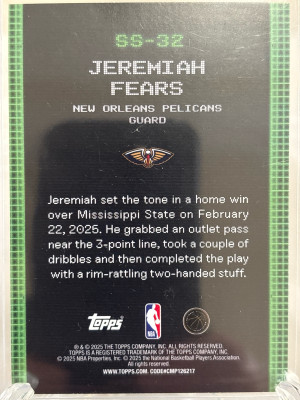 SS-32
JEREMIAH
FEARS
NEW ORLEANS PELICANS
GUARD
Jeremiah set the tone in a home win
over Mississippi State on February
22, 2025. He grabbed an outlet pass
near the 3-point line, took a couple of
dribbles and then completed the play
with a rim-rattling two-handed stuff.
Topps
NBA
® & © 2025 THE TOPPS COMPANY, INC. ALL RIGHTS RESERVED.
TOPPS IS A REGISTERED TRADEMARK OF THE TOPPS COMPANY, INC.
© 2025 NBA Properties, Inc. © 2025 the National Basketball Players Association.
All rights reserved.
WWW.TOPPS.COM. CODE#CMP126217